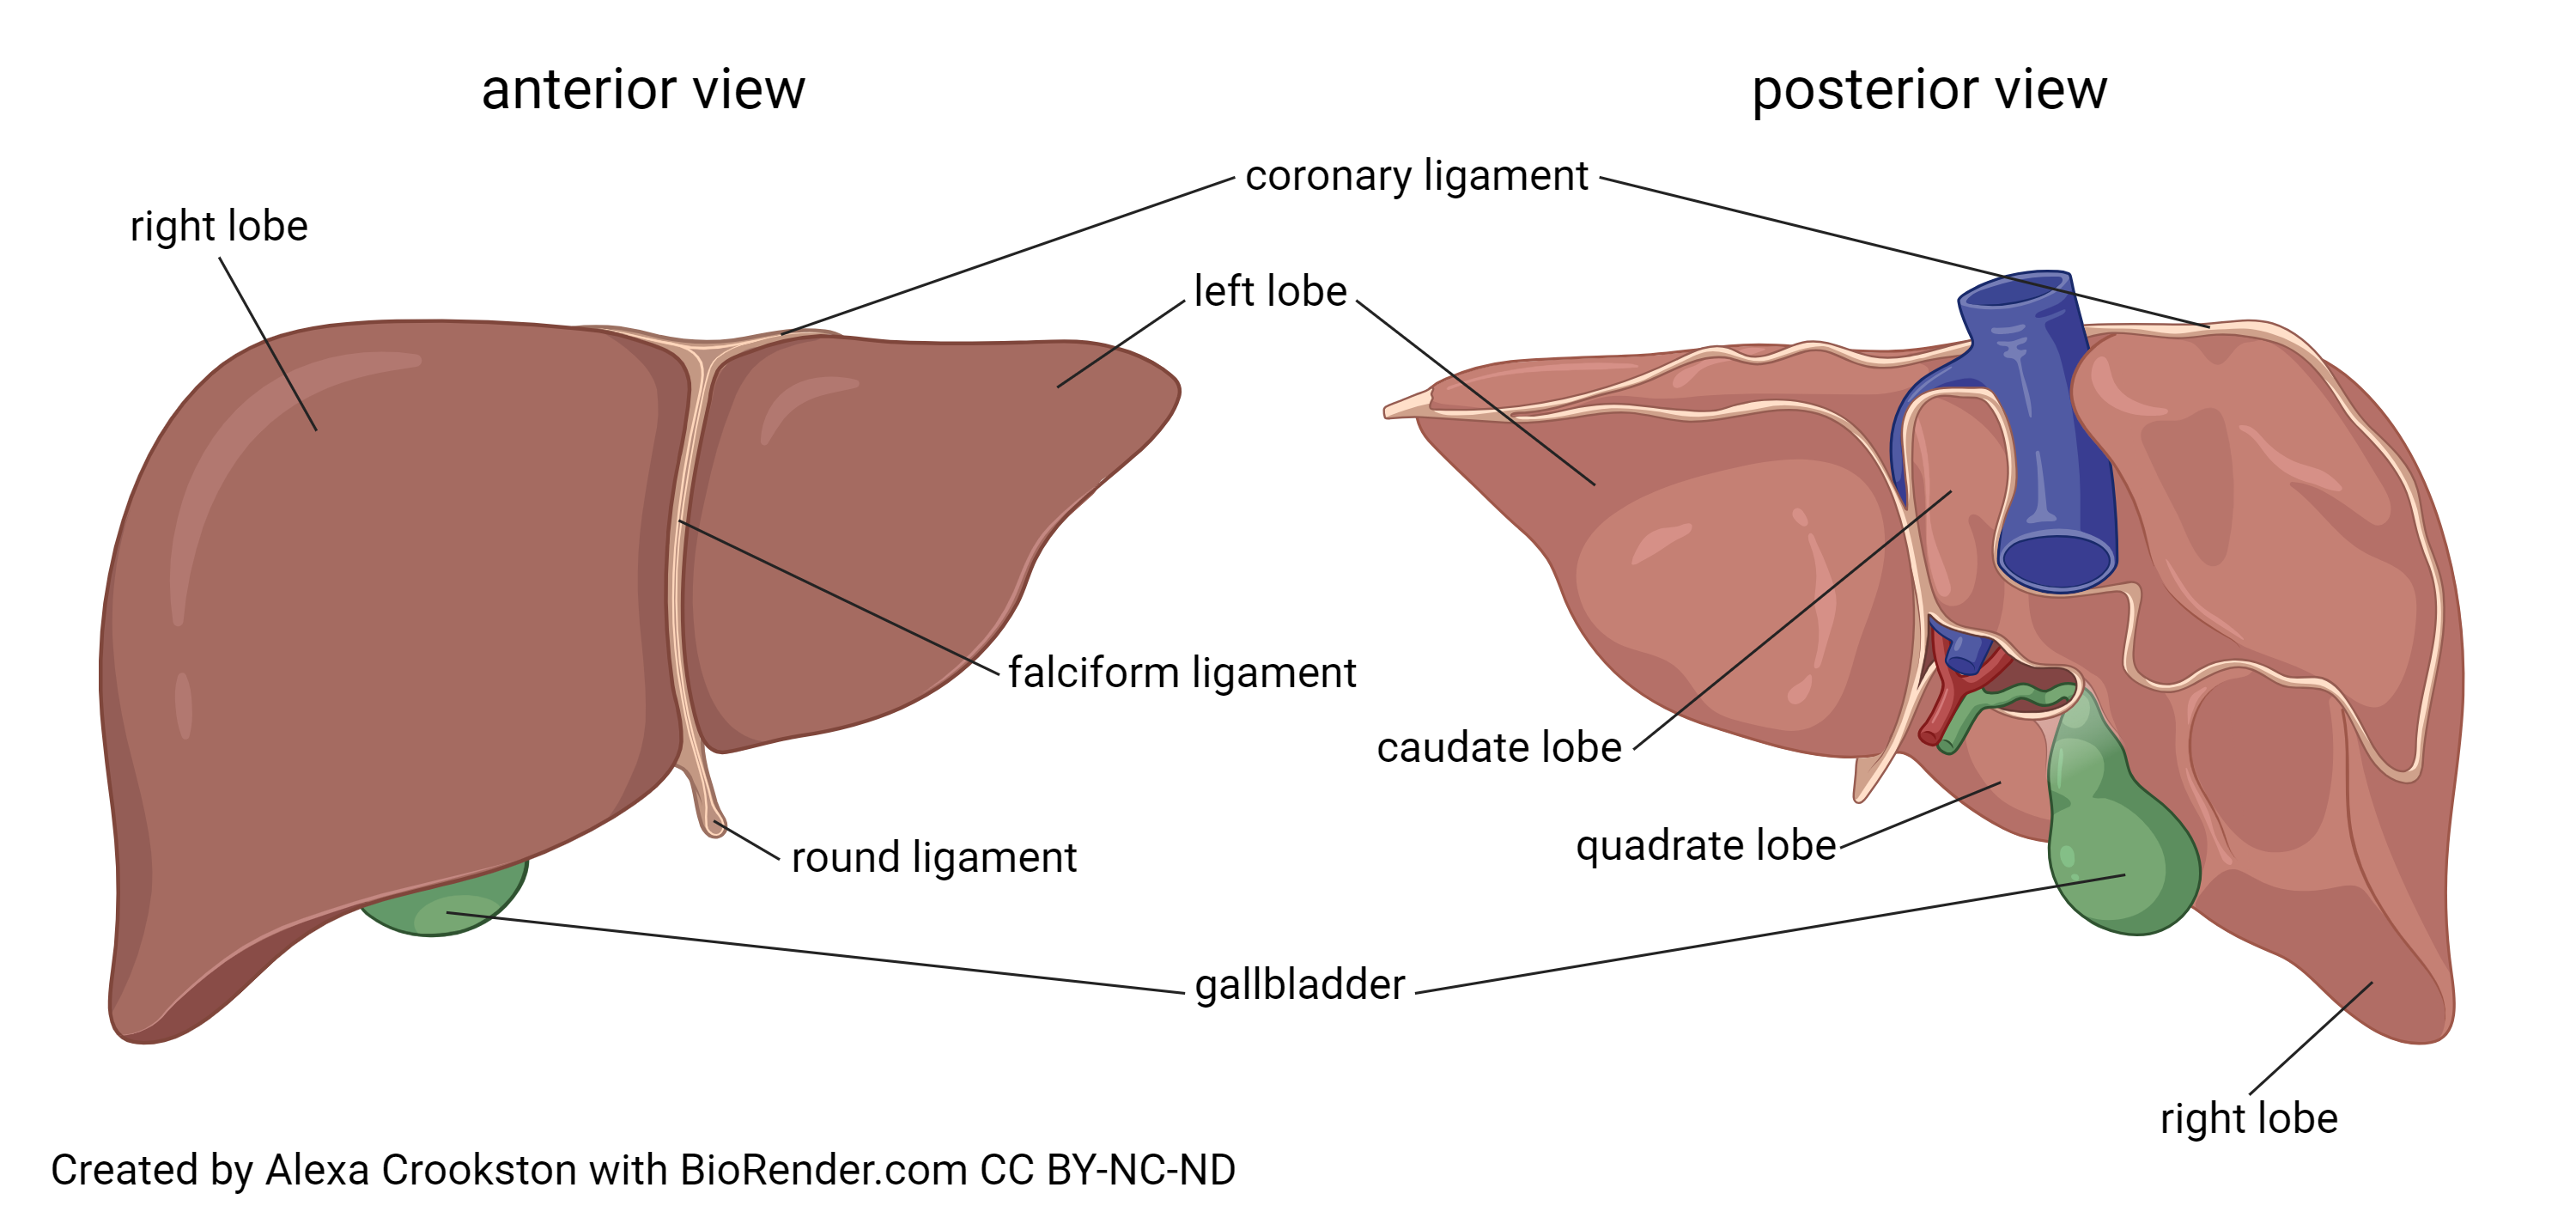 anterior view
posterior view
coronary ligament
right lobe
left lobe
falciform ligament
caudate lobe
quadrate lobe
round ligament
gallbladder
right lobe
Created by Alexa Crookston with BioRender.com CC BY-NC-ND